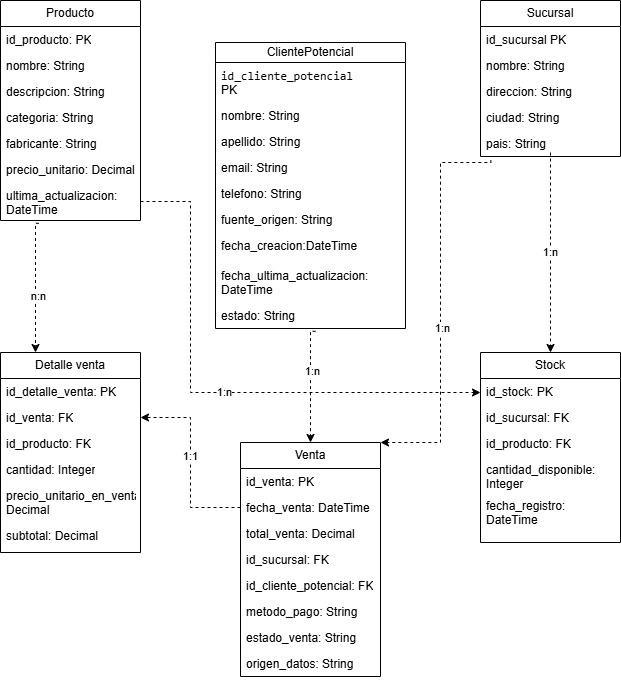 Producto
id_producto: PK
nombre: String
descripcion: String
categoria: String
fabricante: String
precio_unitario: Decimal
ultima_actualizacion:
DateTime
ClientePotencial
id_cliente_potencial
PK
nombre: String
apellido: String
email: String
telefono: String
fuente_origen: String
fecha_creacion:DateTime
fecha_ultima_actualizacion:
DateTime
estado: String
Sucursal
id_sucursal PK
nombre: String
direccion: String
ciudad: String
pais: String
n:n
1:n
1:n
1:n
1:n
1:1
Detalle venta
id_detalle_venta: PK
id_venta: FK
id_producto: FK
cantidad: Integer
precio_unitario_en_venta
Decimal
subtotal: Decimal
Venta
id_venta: PK
fecha_venta: DateTime
total_venta: Decimal
id_sucursal: FK
id_cliente_potencial: FK
metodo_pago: String
estado_venta: String
origen_datos: String
Stock
id_stock: PK
id_sucursal: FK
id_producto: FK
cantidad_disponible:
Integer
fecha_registro:
DateTime